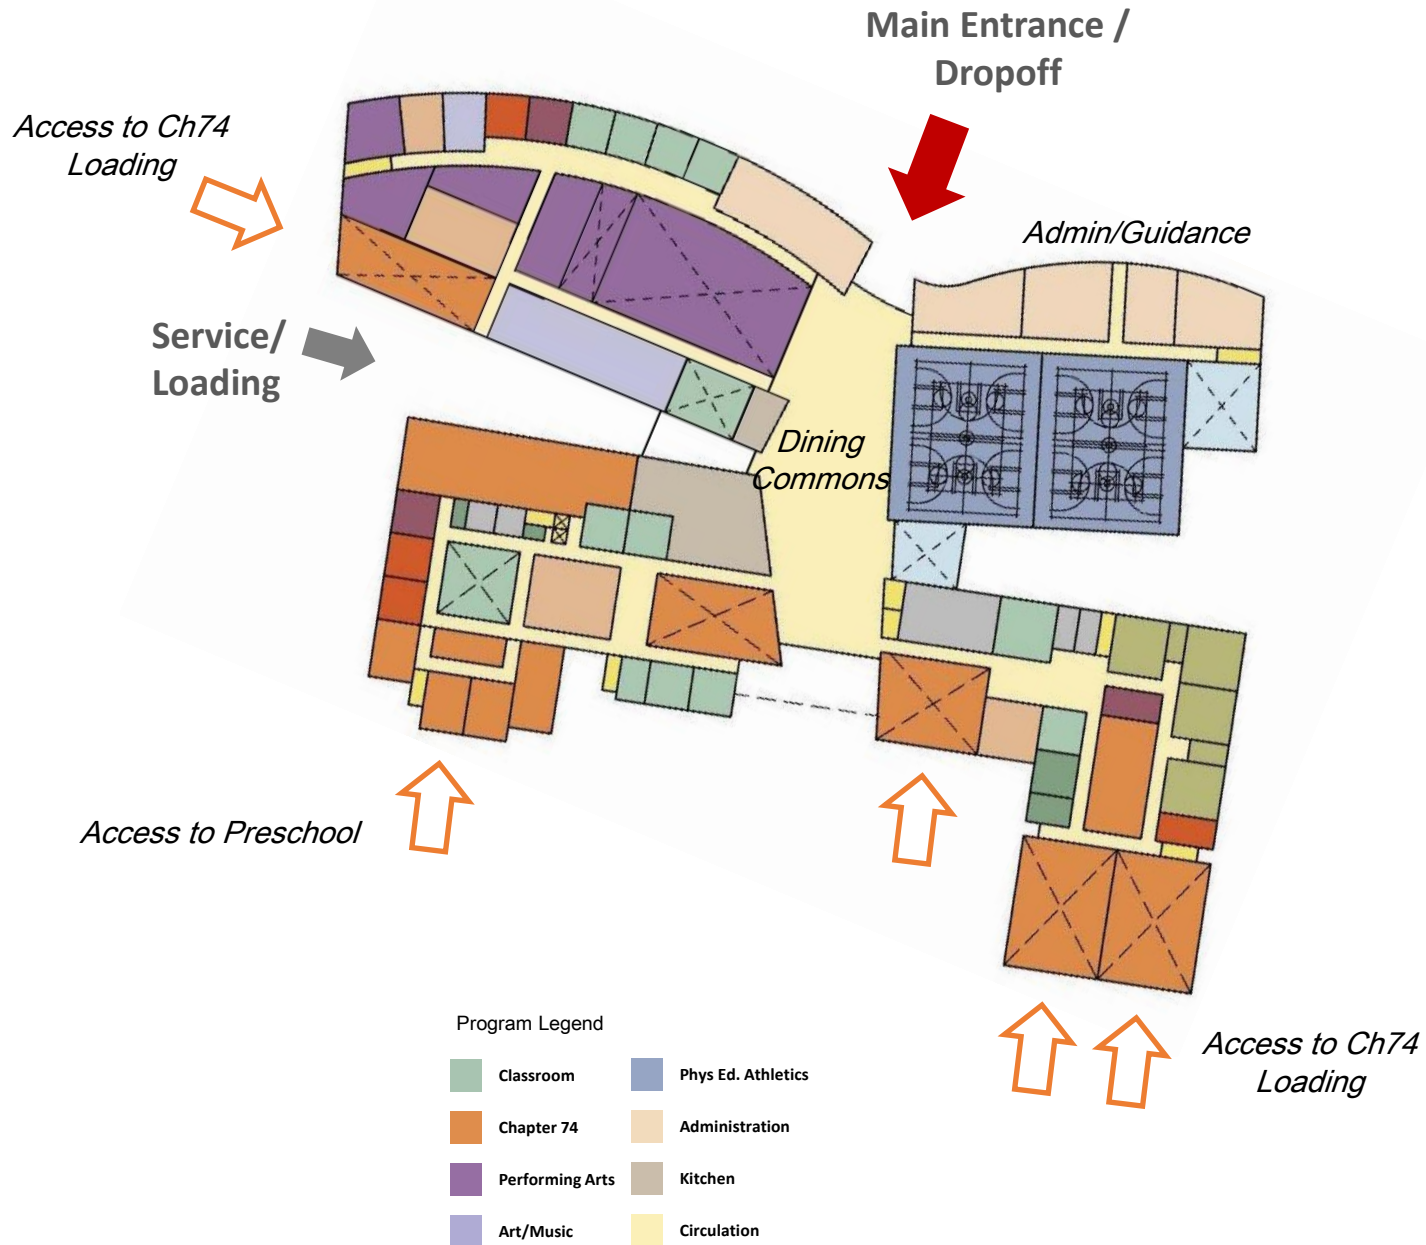 Main Entrance /
Dropoff
Access to Ch74
Loading
Admin/Guidance
Service/
Loading
Dining
Commons
Access to Preschool
Access to Ch74
Loading
Program Legend
Classroom
Phys Ed. Athletics
Chapter 74
Administration
Performing Arts
Kitchen
Art/Music
Circulation